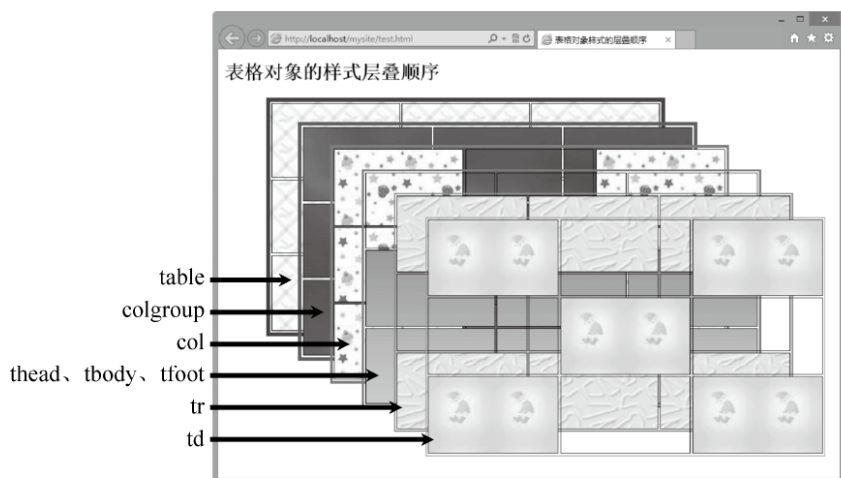 http://localhost/mysite/test.html
表格对象样式的层叠顺序
表格对象的样式层叠顺序
table
colgroup
col
thead、tbody、tfoot
tr
td